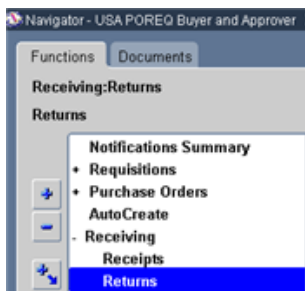 Navigator - USA POREQ Buyer and Approver
Functions Documents
Receiving:Returns
Returns
Notifications Summary
+ Requisitions
+ Purchase Orders
AutoCreate
- Receiving
Receipts
Returns